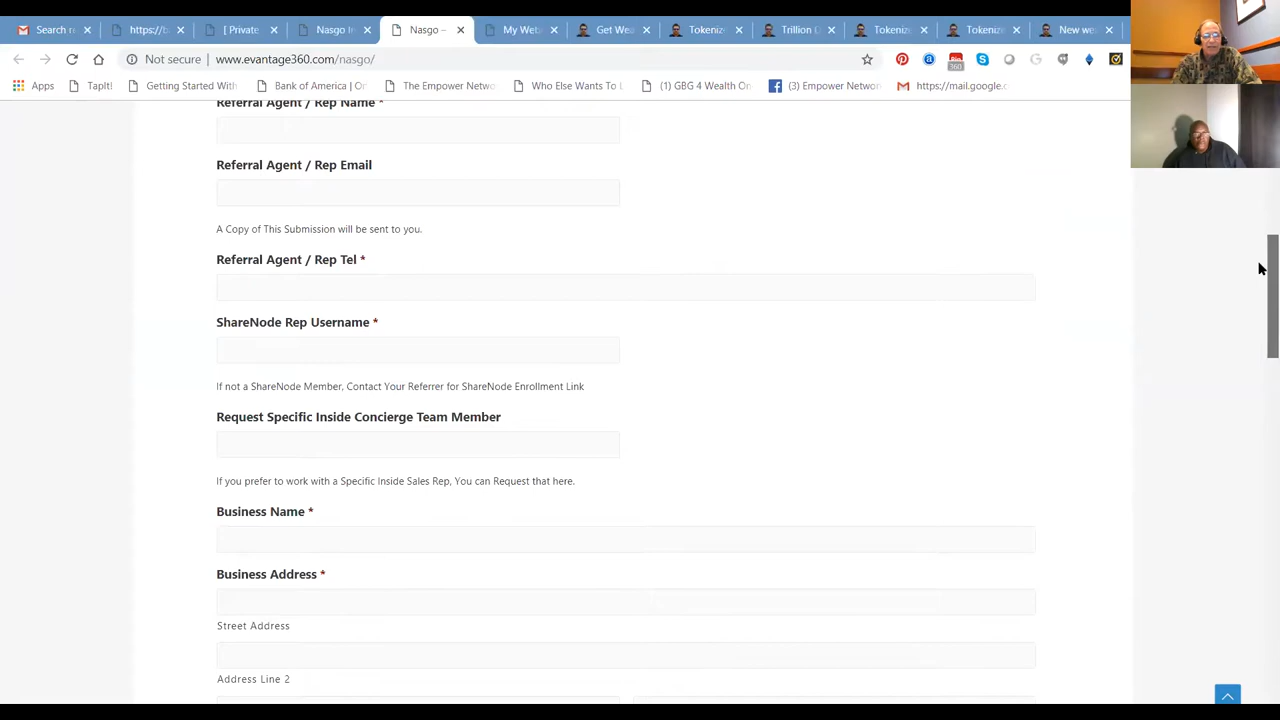 Search r
https://b
[ Private
Nasgo I
Nasgo –
My Web
Get Wea
Tokeniz
Trillion D
Tokeniz
Tokeniz
New we
Not secure
www.evantage360.com/nasgo/
360
Apps
TapIt!
Getting Started With
Bank of America | On
The Empower Netwo
Who Else Wants To L
(1) GBG 4 Wealth On
(3) Empower Networ
https://mail.google.c
Referral Agent / Rep Name *
Referral Agent / Rep Email
A Copy of This Submission will be sent to you.
Referral Agent / Rep Tel *
ShareNode Rep Username *
If not a ShareNode Member, Contact Your Referrer for ShareNode Enrollment Link
Request Specific Inside Concierge Team Member
If you prefer to work with a Specific Inside Sales Rep, You can Request that here.
Business Name *
Business Address *
Street Address
Address Line 2